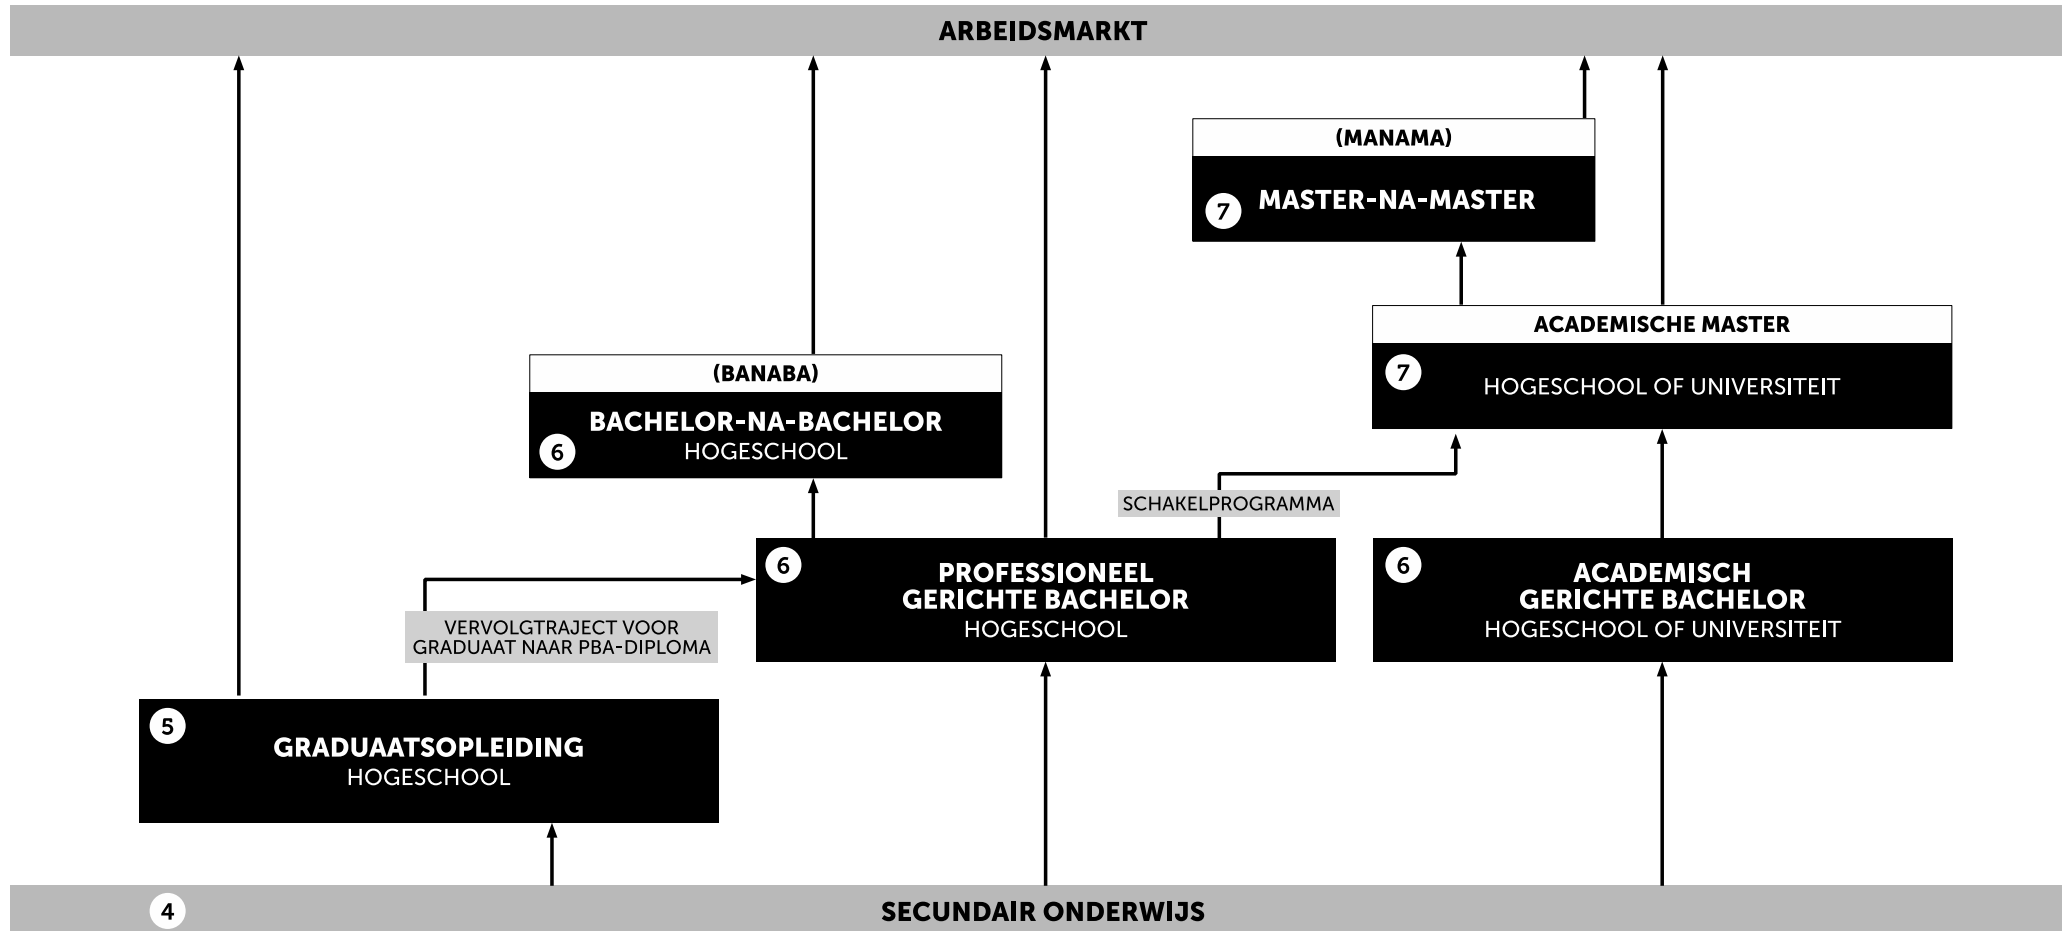 ARBEIDSMARKT
(MANAMA)
7
MASTER-NA-MASTER
ACADEMISCHE MASTER
7
HOGESCHOOL OF UNIVERSITEIT
(BANABA)
BACHELOR-NA-BACHELOR
6
HOGESCHOOL
SCHAKELPROGRAMMA
6
PROFESSIONEEL
GERICHTE BACHELOR
HOGESCHOOL
6
ACADEMISCH
GERICHTE BACHELOR
HOGESCHOOL OF UNIVERSITEIT
VERVOLGTRAJECT VOOR
GRADUAAT NAAR PBA-DIPLOMA
5
GRADUAATSOPLEIDING
HOGESCHOOL
4
SECUNDAIR ONDERWIJS